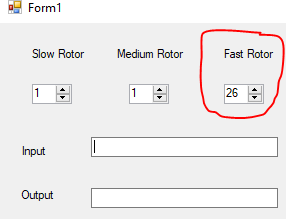 Form1
Slow Rotor Medium Rotor Fast Rotor
1 1 26
Input
Output